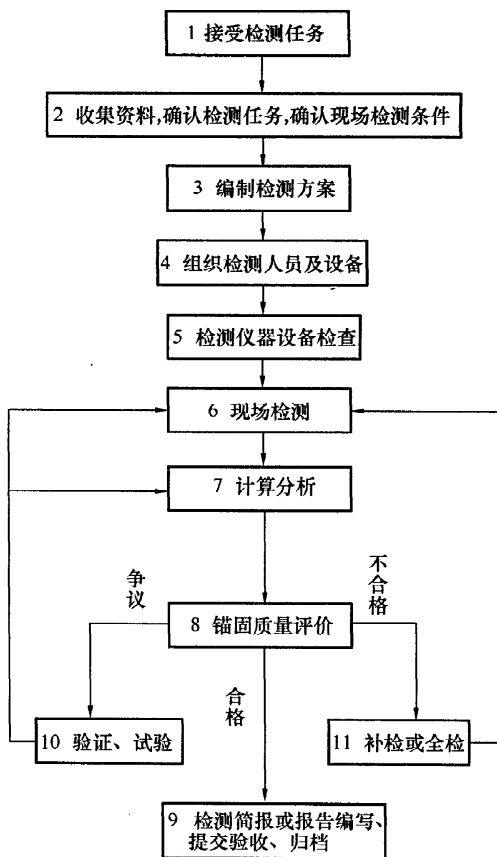 1 接受检测任务
2 收集资料,确认检测任务,确认现场检测条件
3 编制检测方案
4 组织检测人员及设备
5 检测仪器设备检查
6 现场检测
7 计算分析
争议
不合格
8 锚固质量评价
合格
10 验证、试验
11 补检或全检
9 检测简报或报告编写、
提交验收、归档